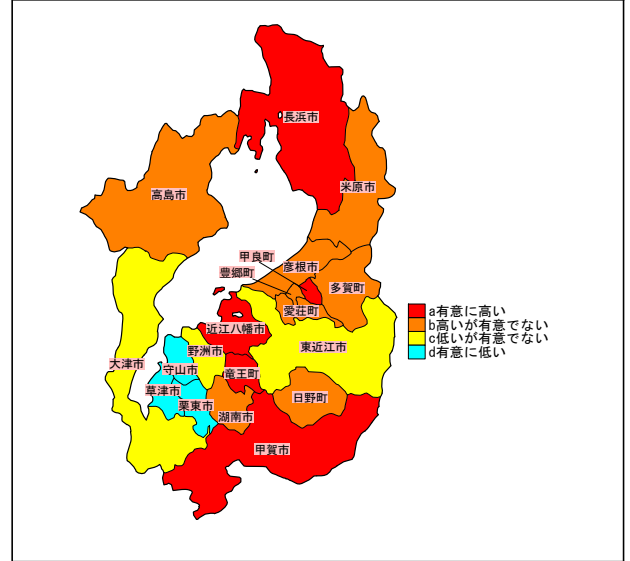 長浜市
米原市
高島市
甲良町
彦根市
豊郷町
多賀町
愛荘町
近江八幡市
東近江市
野洲市
大津市
守山市
竜王町
草津市
栗東市
日野町
湖南市
甲賀市
a有意に高い
b高いが有意でない
c低いが有意でない
d有意に低い